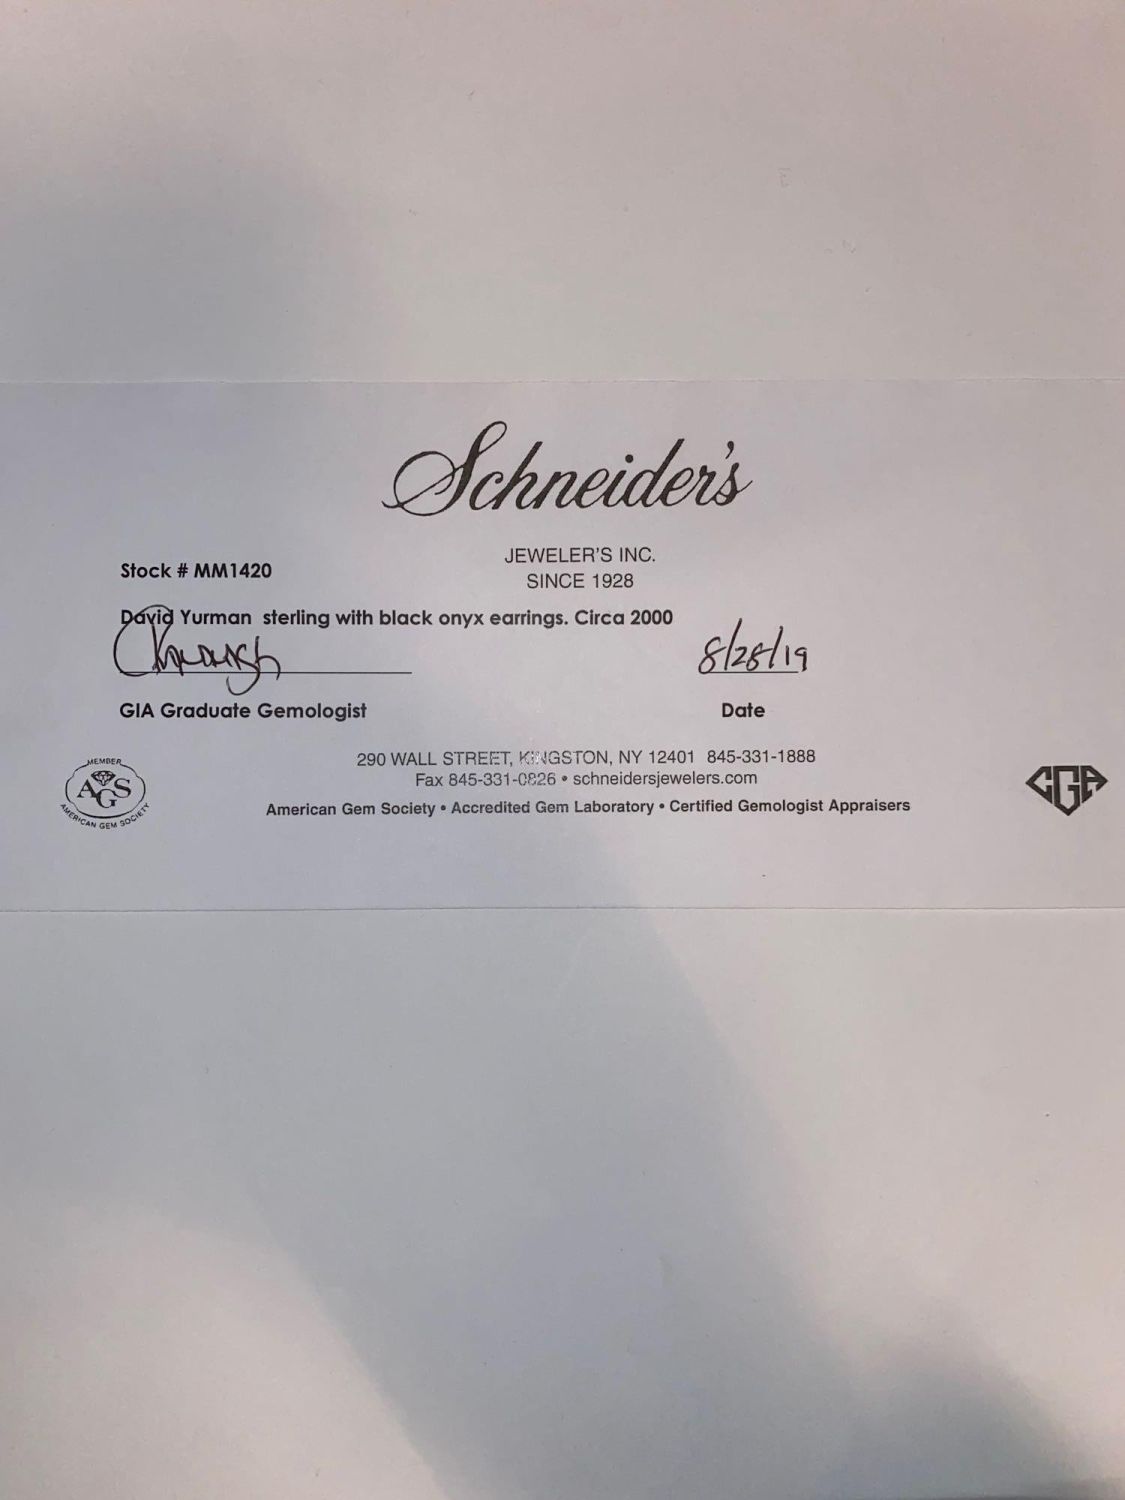 Schneider's
JEWELER'S INC.
SINCE 1928
Stock # MM1420
David Yurman sterling with black onyx earrings. Circa 2000
8/28/19
GIA Graduate Gemologist
Date
290 WALL STREET, KINGSTON, NY 12401 845-331-1888
Fax 845-331-0826 • schneidersjewelers.com
American Gem Society • Accredited Gem Laboratory • Certified Gemologist Appraisers
MEMBER
AGS
AMERICAN GEM SOCIETY
CGA